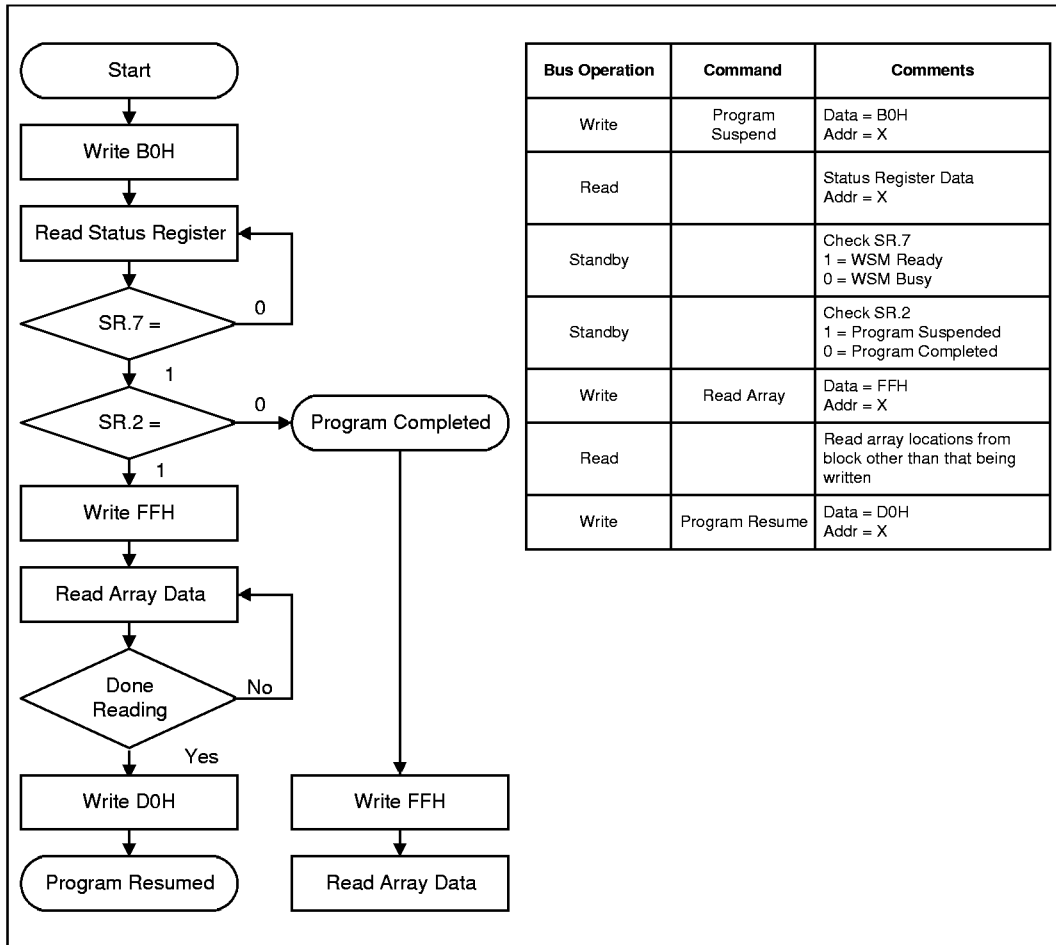 Start
Write B0H
Read Status Register
0
SR.7 =
1
SR.2 =
0
Program Completed
1
Write FFH
Read Array Data
Done
Reading
No
Yes
Write D0H
Program Resumed
Write FFH
Read Array Data
Bus Operation Command Comments
Write Program
Suspend Data = B0H
Addr = X
Read Status Register Data
Addr = X
Standby Check SR.7
1 = WSM Ready
0 = WSM Busy
Standby Check SR.2
1 = Program Suspended
0 = Program Completed
Write Read Array Data = FFH
Addr = X
Read Read array locations from
block other than that being
written
Write Program Resume Data = D0H
Addr = X